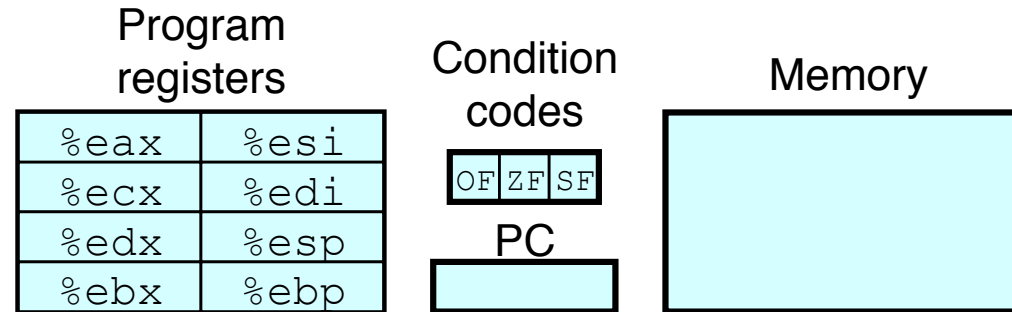 Program
registers
%eax %esi
%ecx %edi
%edx %esp
%ebx %ebp
Condition
codes
OF ZF SF
PC
Memory